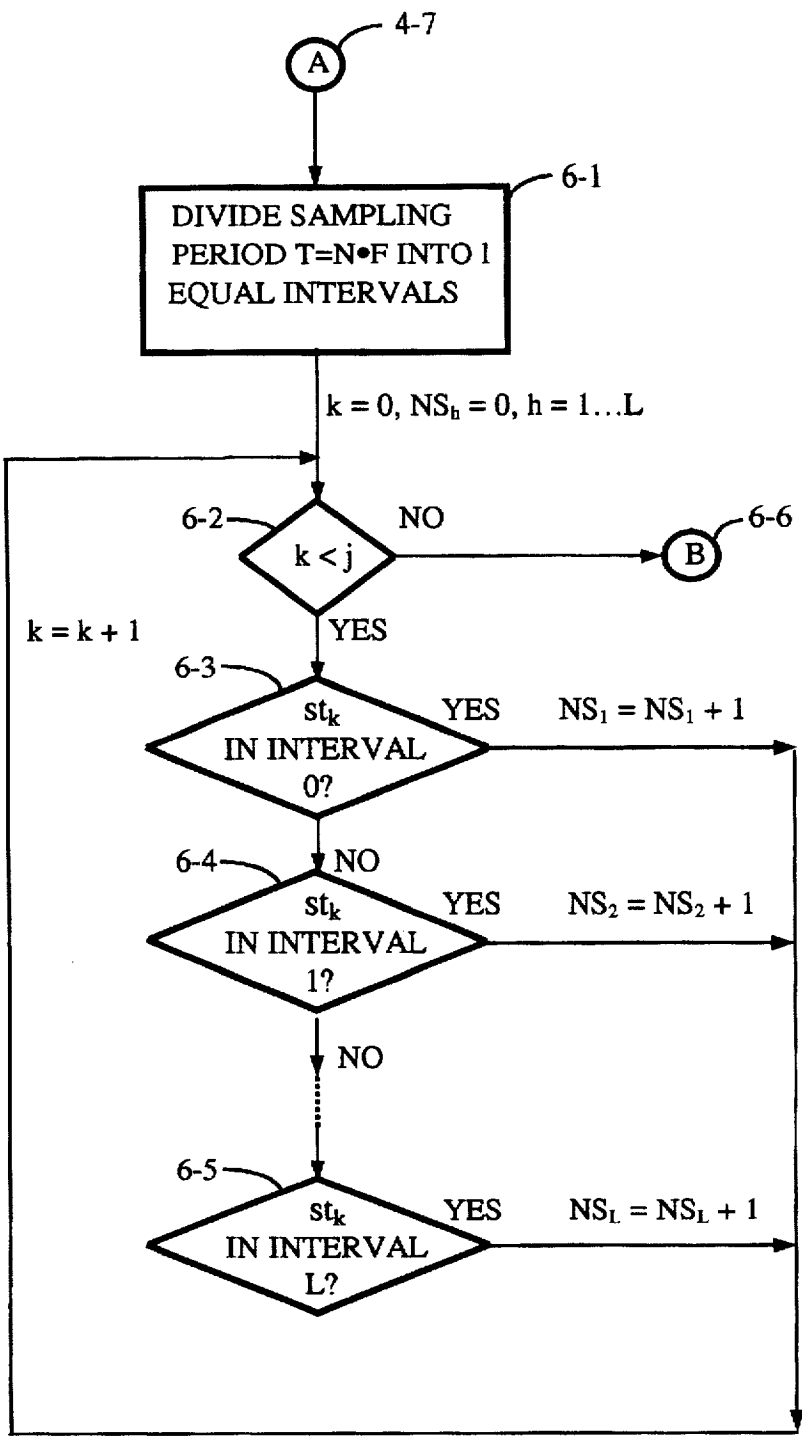 4-7
A
6-1
DIVIDE SAMPLING
PERIOD T=N•F INTO l
EQUAL INTERVALS
k = 0, NSₕ = 0, h = 1...L
6-2
NO
6-6
k < j
B
k = k + 1
YES
6-3
stₖ
IN INTERVAL
0?
YES
NS₁ = NS₁ + 1
NO
6-4
stₖ
IN INTERVAL
1?
YES
NS₂ = NS₂ + 1
NO
6-5
stₖ
IN INTERVAL
L?
YES
NS_L = NS_L + 1